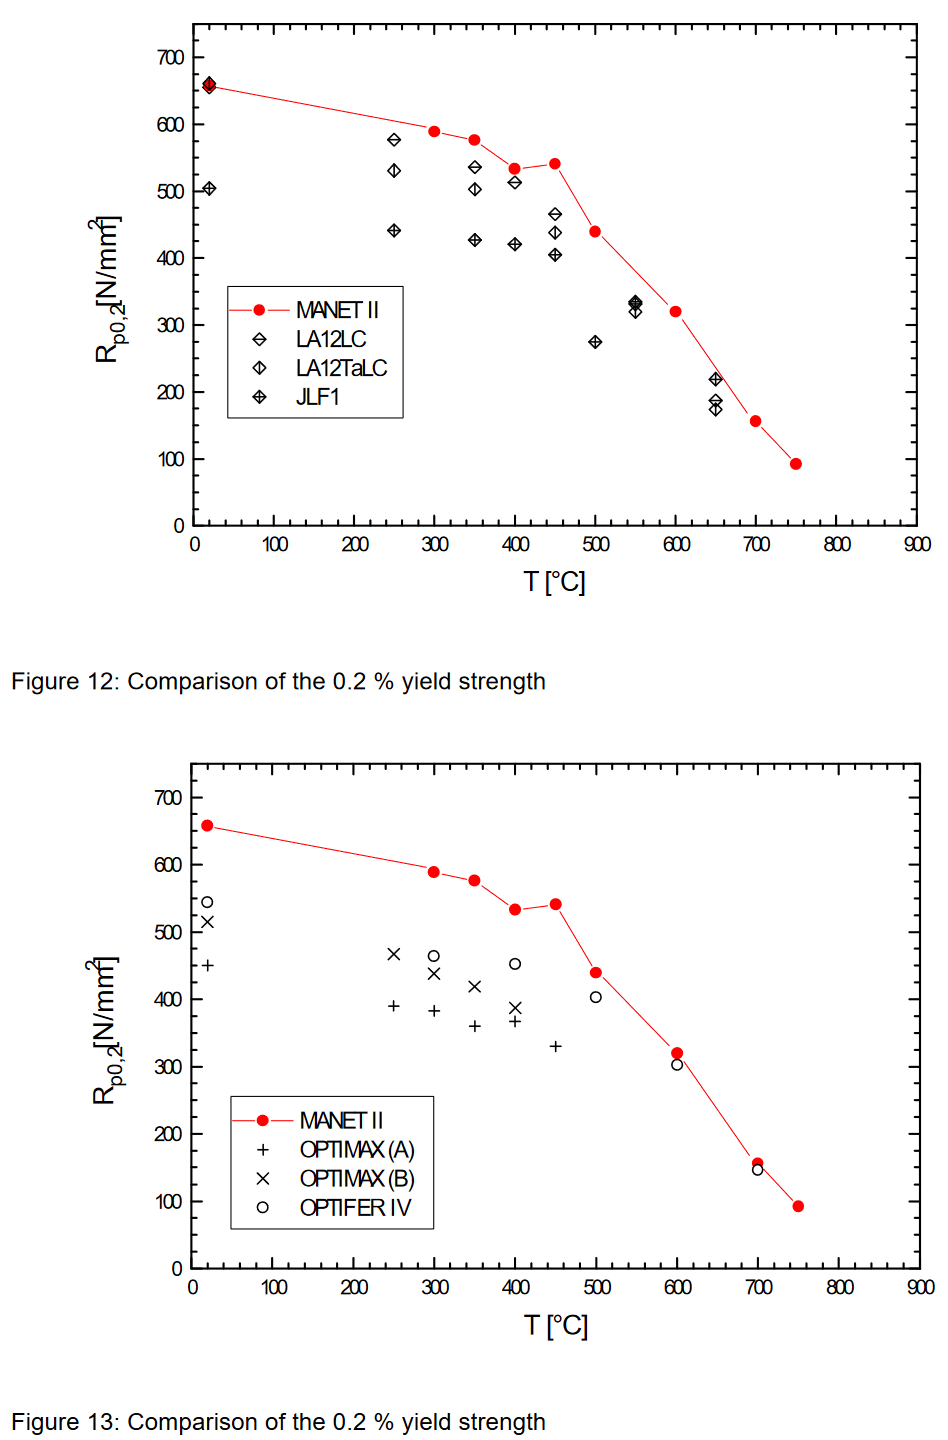 700
600
500
400
300
200
100
0
R_p0,2 [N/mm²]
MANET II
LA12LC
LA12TaLC
JLF1
0 100 200 300 400 500 600 700 800 900
T [°C]
Figure 12: Comparison of the 0.2 % yield strength
700
600
500
400
300
200
100
0
R_p0,2 [N/mm²]
MANET II
OPTIMAX (A)
OPTIMAX (B)
OPTIFER IV
0 100 200 300 400 500 600 700 800 900
T [°C]
Figure 13: Comparison of the 0.2 % yield strength